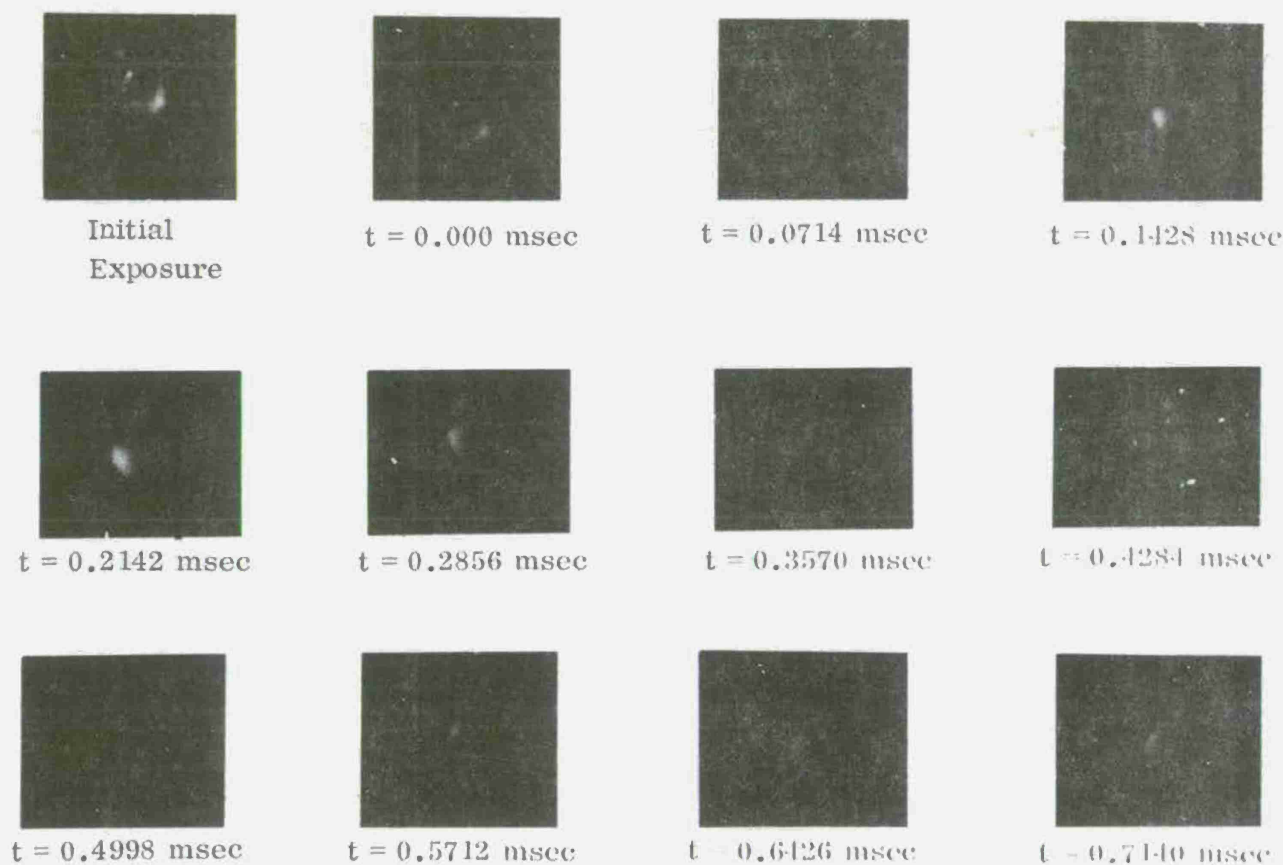 Initial
Exposure
t = 0.000 msec
t = 0.0714 msec
t = 0.1428 msec
t = 0.2142 msec
t = 0.2856 msec
t = 0.3570 msec
t = 0.4284 msec
t = 0.4998 msec
t = 0.5712 msec
t 0.6426 msec
t - 0.7140 msec